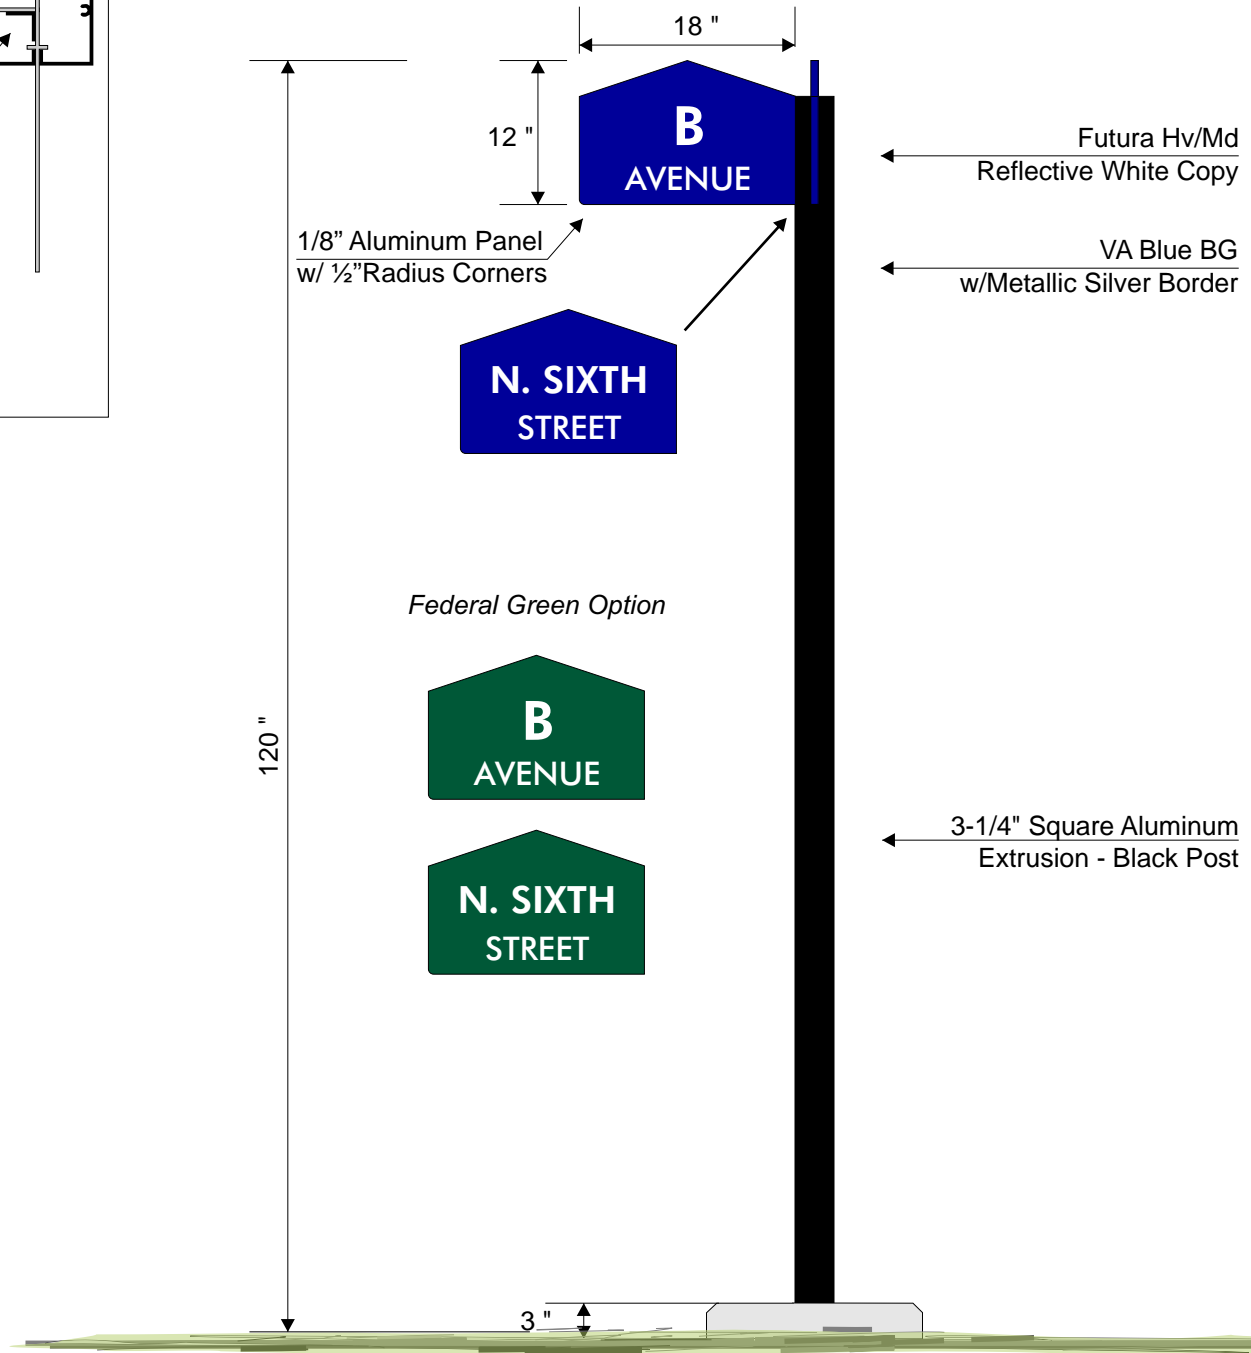 18 "
12 "
B
AVENUE
Futura Hv/Md
Reflective White Copy
1/8” Aluminum Panel
w/ ½”Radius Corners
VA Blue BG
w/Metallic Silver Border
N. SIXTH
STREET
Federal Green Option
120 "
B
AVENUE
3-1/4" Square Aluminum
Extrusion - Black Post
N. SIXTH
STREET
3 "